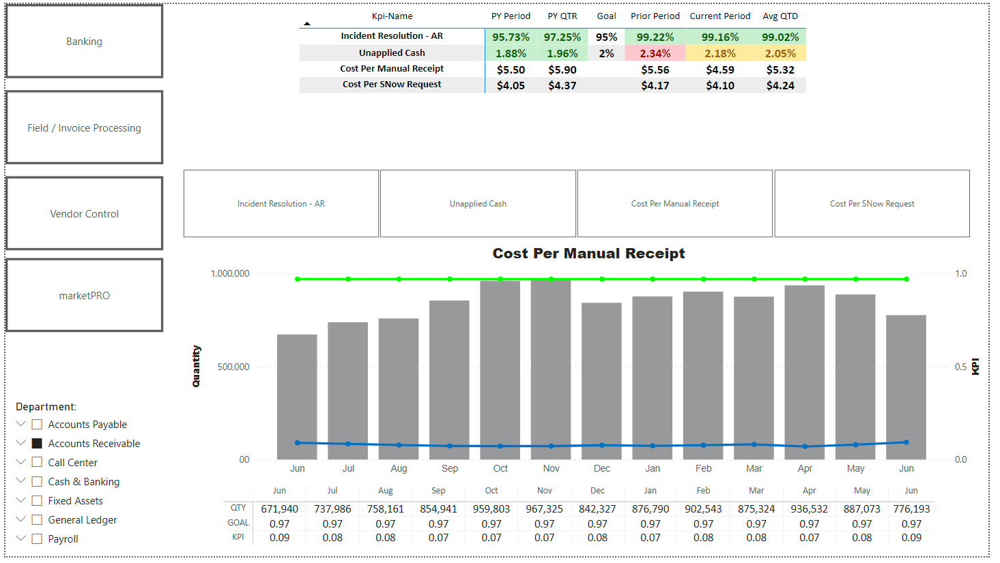 Banking
Field / Invoice Processing
Vendor Control
marketPRO
Kpi-Name PY Period PY QTR Goal Prior Period Current Period Avg QTD
Incident Resolution - AR 95.73% 97.25% 95% 99.22% 99.16% 99.02%
Unapplied Cash 1.88% 1.96% 2% 2.34% 2.18% 2.05%
Cost Per Manual Receipt $5.50 $5.90 $5.56 $4.59 $5.32
Cost Per SNow Request $4.05 $4.37 $4.17 $4.10 $4.24
Incident Resolution - AR Unapplied Cash Cost Per Manual Receipt Cost Per SNow Request
Cost Per Manual Receipt
1,000,000 1.0
Quantity
500,000 0.5
KPI
00 0.0
Jun Jul Aug Sep Oct Nov Dec Jan Feb Mar Apr May Jun
Jun Jul Aug Sep Oct Nov Dec Jan Feb Mar Apr May Jun
QTY 671,940 737,986 758,161 854,941 959,803 967,325 842,327 876,790 902,543 875,324 936,532 887,073 776,193
GOAL 0.97 0.97 0.97 0.97 0.97 0.97 0.97 0.97 0.97 0.97 0.97 0.97 0.97
KPI 0.09 0.08 0.08 0.07 0.07 0.07 0.08 0.07 0.08 0.08 0.07 0.08 0.09
Department:
Accounts Payable
Accounts Receivable
Call Center
Cash & Banking
Fixed Assets
General Ledger
Payroll